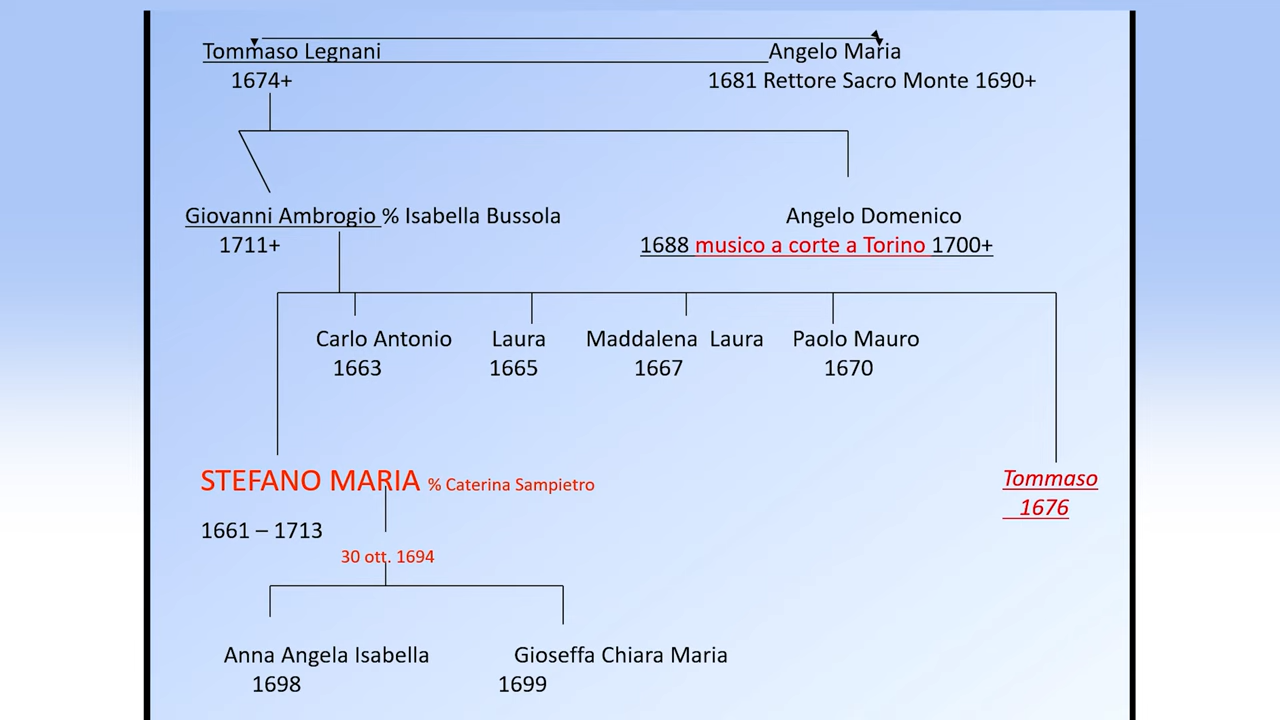 Tommaso Legnani Angelo Maria
1674+ 1681 Rettore Sacro Monte 1690+
Giovanni Ambrogio % Isabella Bussola Angelo Domenico
1711+ 1688 musico a corte a Torino 1700+
Carlo Antonio Laura Maddalena Laura Paolo Mauro
1663 1665 1667 1670
STEFANO MARIA % Caterina Sampietro Tommaso
1676
1661 – 1713
30 ott. 1694
Anna Angela Isabella Gioseffa Chiara Maria
1698 1699